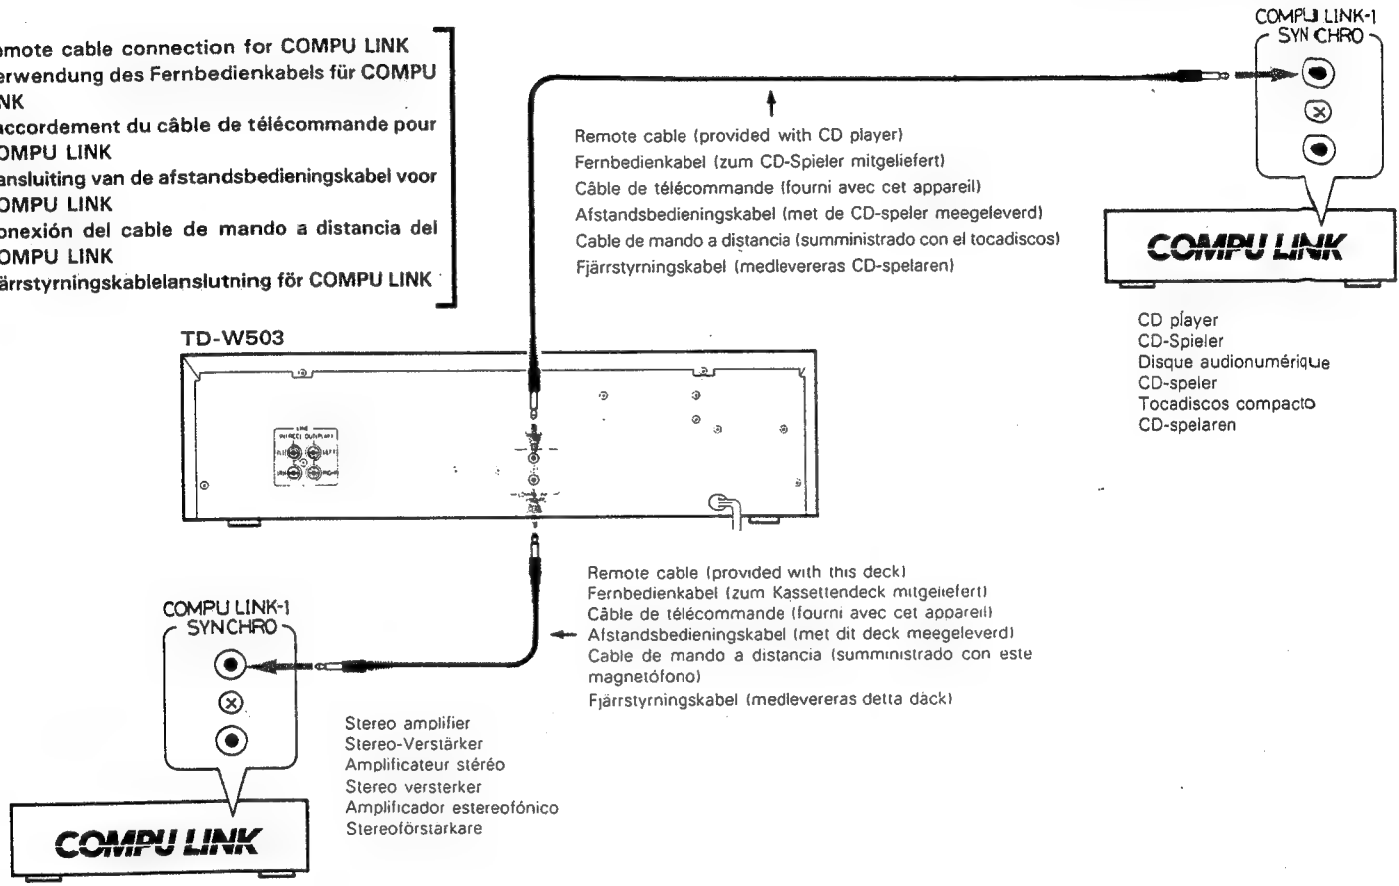 emote cable connection for COMPU LINK
erwendung des Fernbedienkabels für COMPU
NK
accordement du câble de télécommande pour
OMPU LINK
ansluiting van de afstandsbedieningskabel voor
OMPU LINK
onexión del cable de mando a distancia del
OMPU LINK
ärrstyrningskablelanslutning för COMPU LINK
COMPU LINK-1
SYNCHRO
Remote cable (provided with CD player)
Fernbedienkabel (zum CD-Spieler mitgeliefert)
Câble de télécommande (fourni avec cet appareil)
Afstandsbedieningskabel (met de CD-speler meegeleverd)
Cable de mando a distancia (summinístrado con el tocadiscos)
Fjärrstyrningskabel (medlevereras CD-spelaren)
COMPU LINK
CD player
CD-Spieler
Disque audionumérique
CD-speler
Tocadiscos compacto
CD-spelaren
TD-W503
LINE
Remote cable (provided with this deck)
Fernbedienkabel (zum Kassettendeck mitgeliefert)
Câble de télécommande (fourni avec cet appareil)
Afstandsbedieningskabel (met dit deck meegeleverd)
Cable de mando a distancia (sumministrado con este
magnetófono)
Fjärrstyrningskabel (medlevereras detta däck)
COMPU LINK-1
SYNCHRO
Stereo amplifier
Stereo-Verstärker
Amplificateur stéréo
Stereo versterker
Amplificador estereofónico
Stereoförstarkare
COMPU LINK